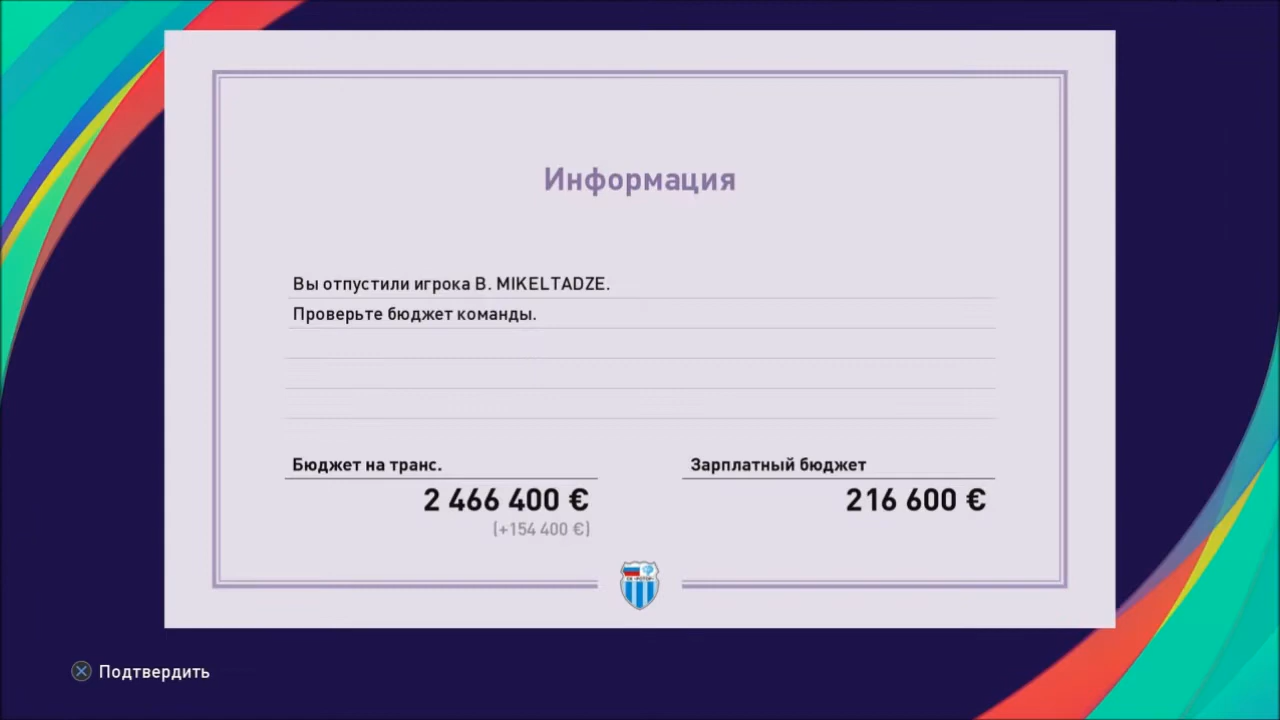 Информация
Вы отпустили игрока B. MIKELTADZE.
Проверьте бюджет команды.
Бюджет на транс.
2 466 400 €
(+154 400 €)
Зарплатный бюджет
216 600 €
Подтвердить